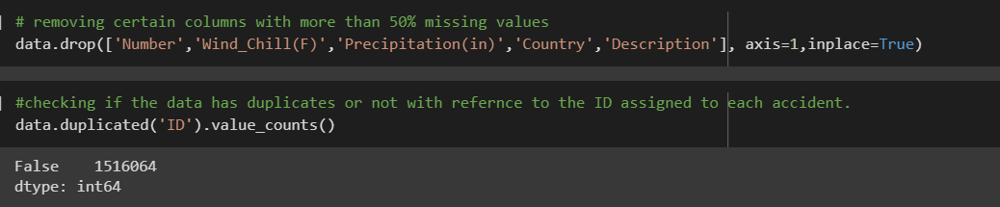 # removing certain columns with more than 50% missing values
data.drop(['Number','Wind_Chill(F)','Precipitation(in)','Country','Description'], axis=1,inplace=True)
#checking if the data has duplicates or not with refernce to the ID assigned to each accident.
data.duplicated('ID').value_counts()
False    1516064
dtype: int64